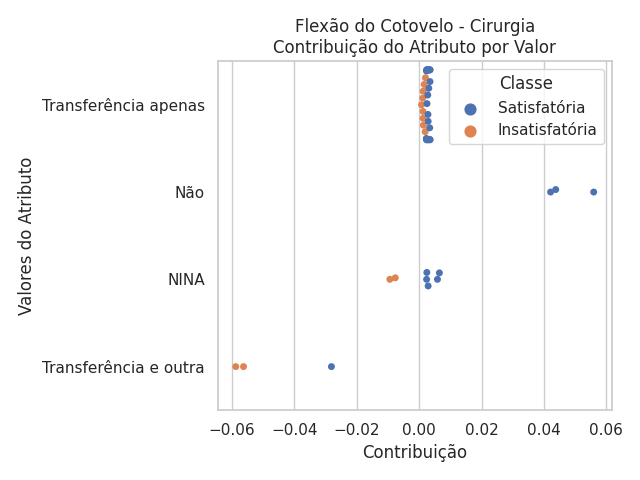 Flexão do Cotovelo - Cirurgia
Contribuição do Atributo por Valor
Classe
Satisfatória
Insatisfatória
Valores do Atributo
Transferência apenas
Não
NINA
Transferência e outra
−0.06 −0.04 −0.02 0.00 0.02 0.04 0.06
Contribuição